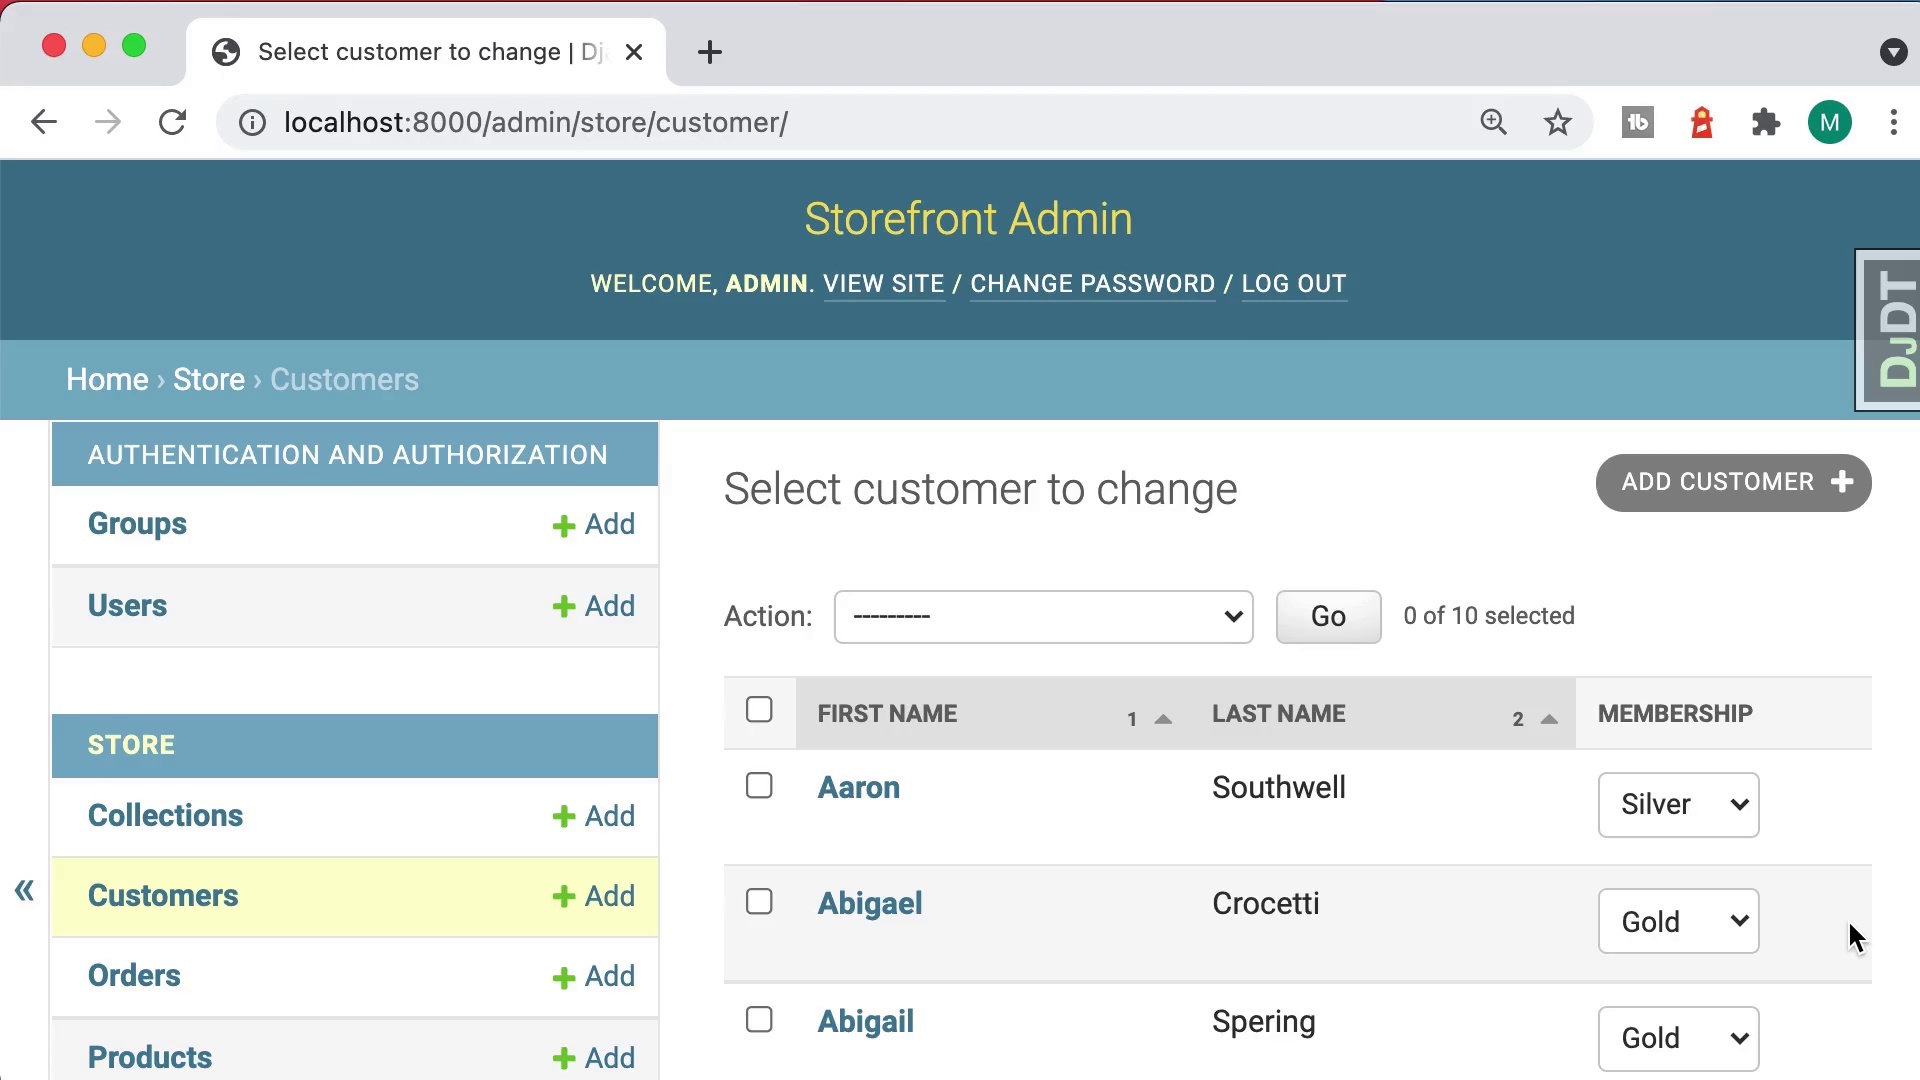 Select customer to change | Dj
localhost:8000/admin/store/customer/
M
Storefront Admin
WELCOME, ADMIN. VIEW SITE / CHANGE PASSWORD / LOG OUT
DJDT
Home › Store › Customers
AUTHENTICATION AND AUTHORIZATION
Groups + Add
Users + Add
STORE
Collections + Add
« Customers + Add
Orders + Add
Products + Add
Select customer to change
ADD CUSTOMER +
Action: --------- Go 0 of 10 selected
FIRST NAME 1 LAST NAME 2 MEMBERSHIP
Aaron Southwell Silver
Abigael Crocetti Gold
Abigail Spering Gold